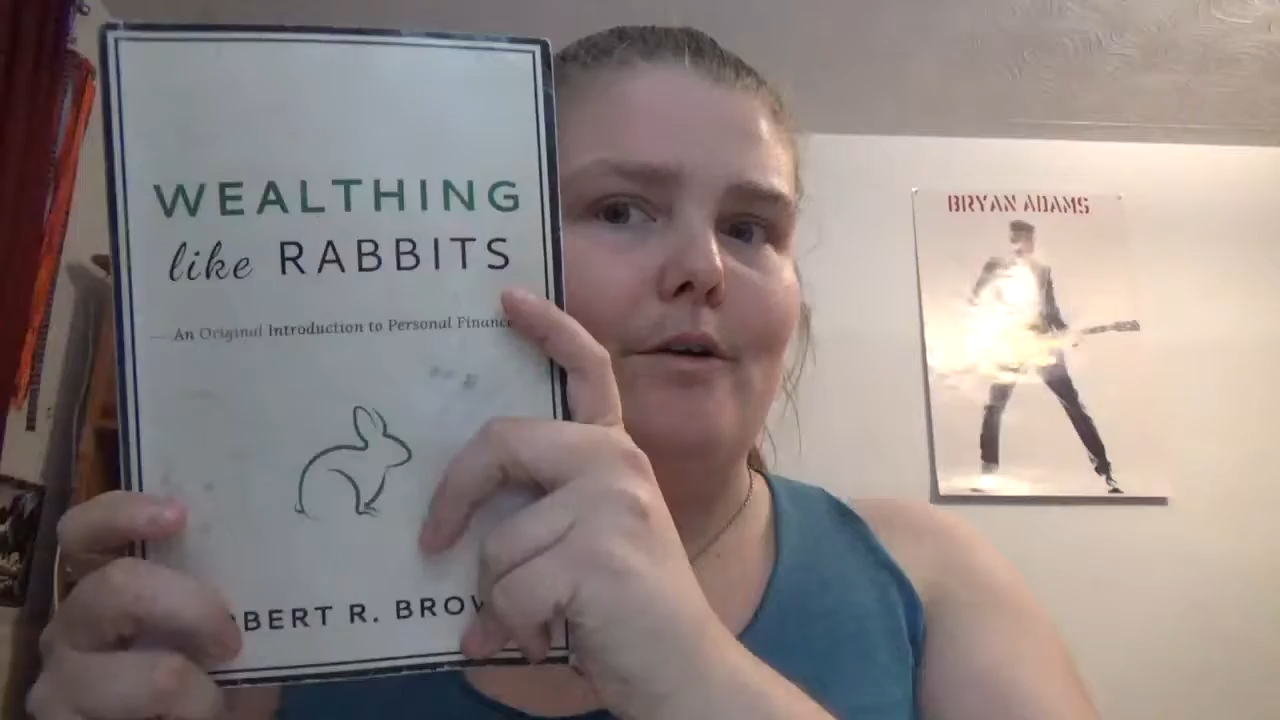 WEALTHING
like RABBITS
An Original Introduction to Personal Finance
BERT R. BROW
BRYAN ADAMS